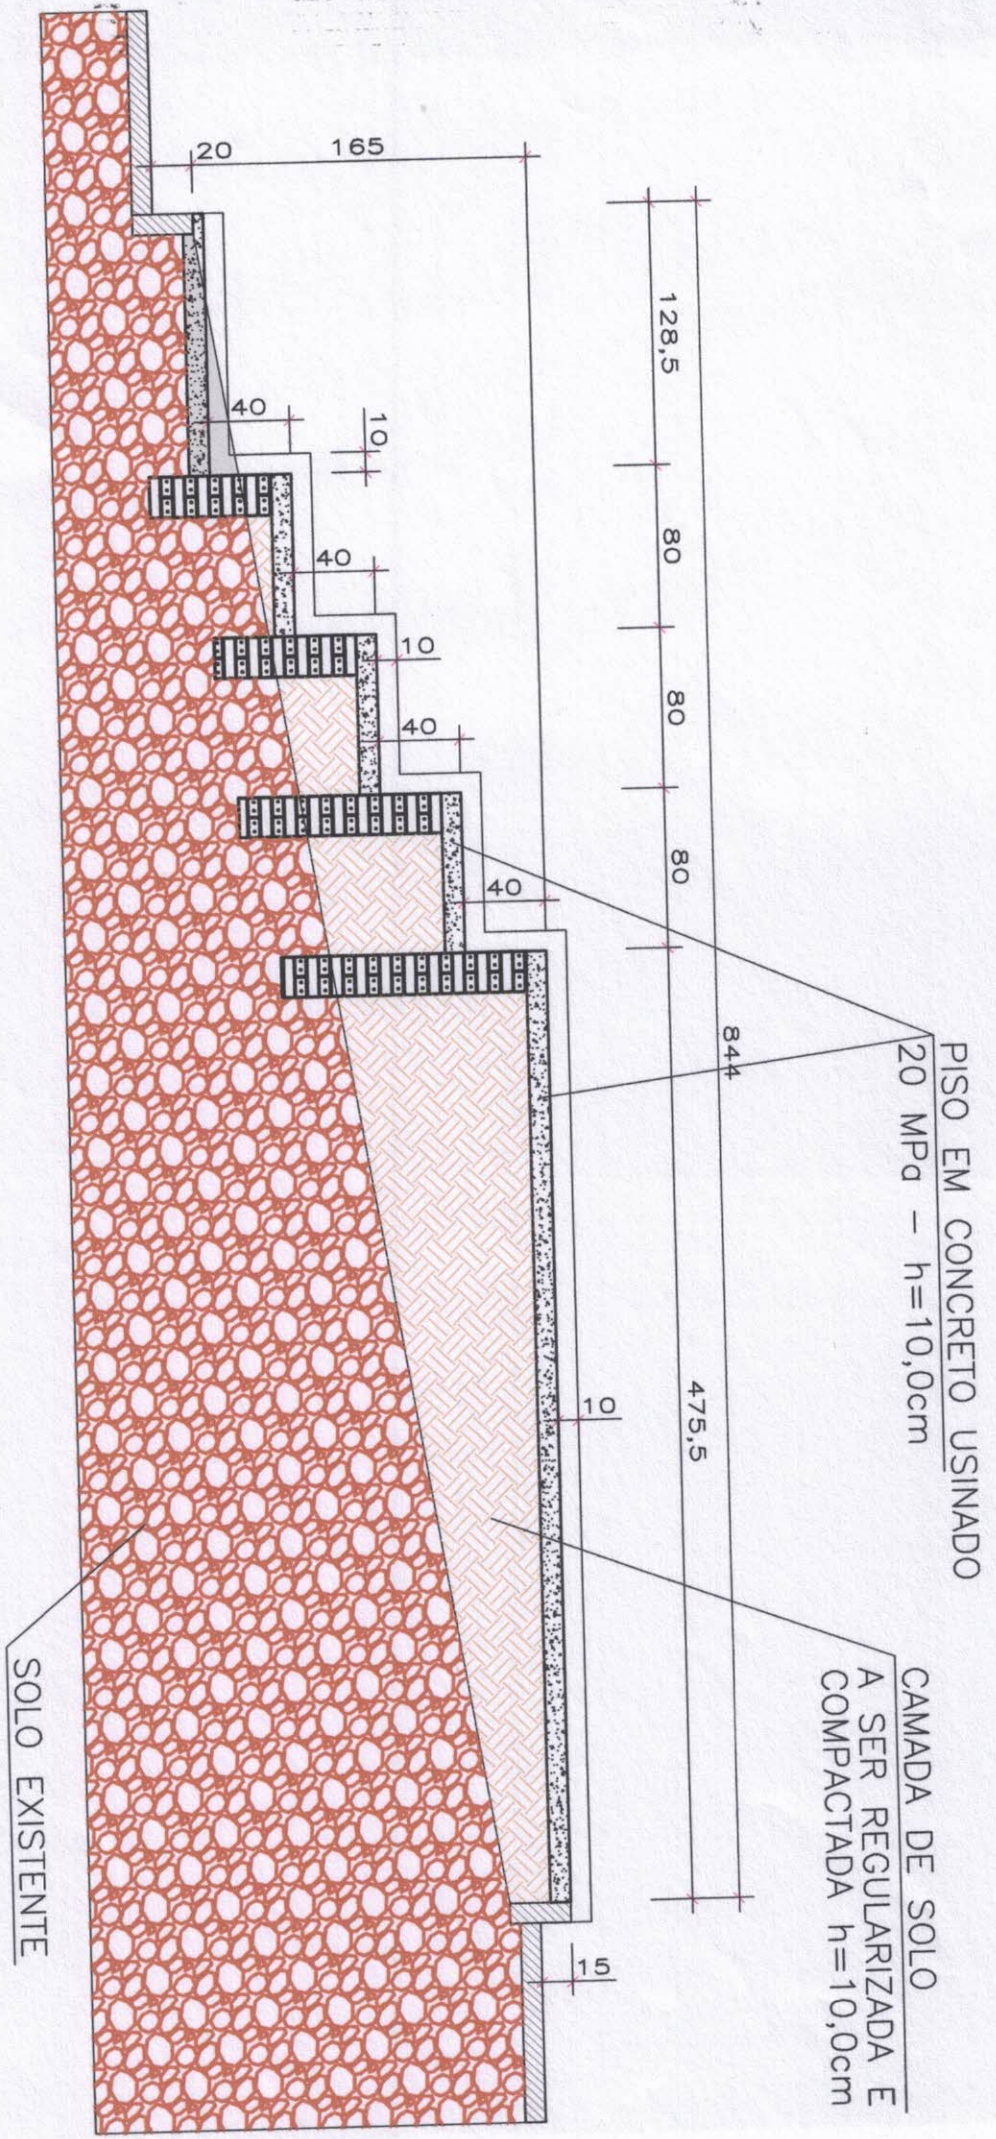 PISO EM CONCRETO USINADO
20 MPa - h=10,0cm
CAMADA DE SOLO
A SER REGULARIZADA E
COMPACTADA h=10,0cm
SOLO EXISTENTE
844
128,5
80
80
80
475,5
165
20
40
10
40
10
40
40
10
15